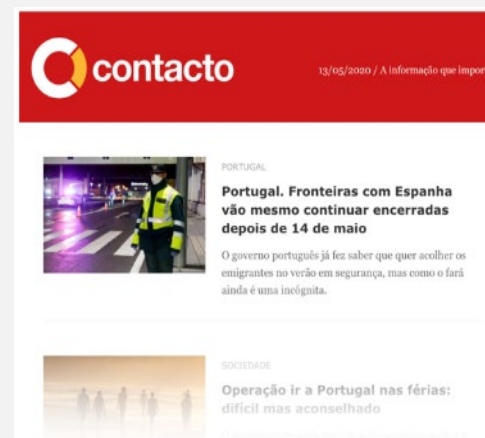 contacto
13/05/2020 / A informação que impor
PORTUGAL
Portugal. Fronteiras com Espanha
vão mesmo continuar encerradas
depois de 14 de maio
O governo português já fez saber que quer acolher os
emigrantes no verão em segurança, mas como o fará
ainda é uma incógnita.
SOCIEDADE
Operação ir a Portugal nas férias:
difícil mas aconselhado